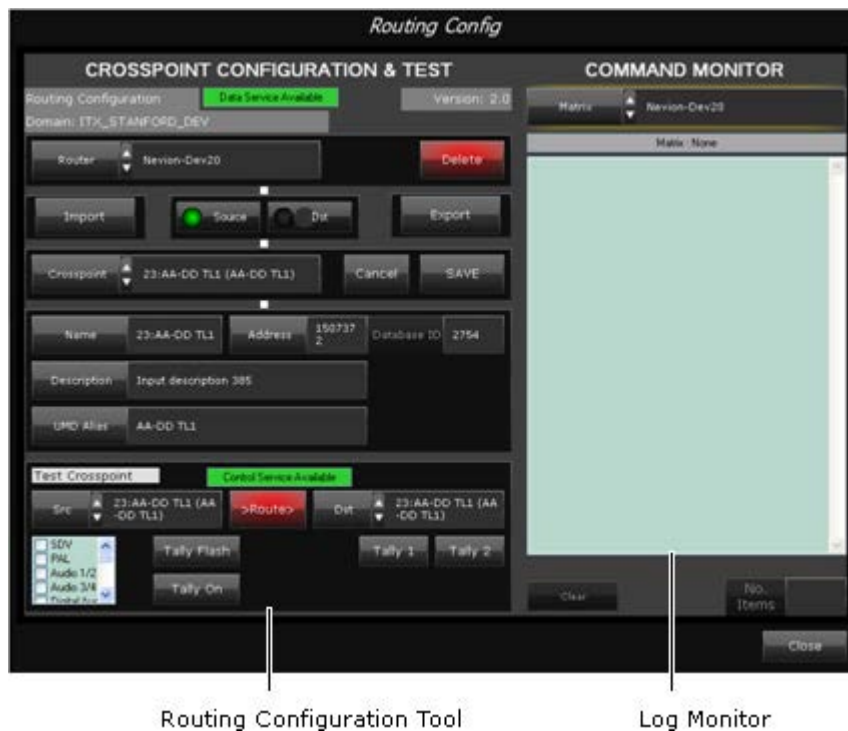 Routing Config
CROSSPOINT CONFIGURATION & TEST
Routing Configuration Data Service Available Version: 2.0
Domain: ITX_STANFORD_DEV
Router Nevion-Dev20 Delete
Import Source Dst Export
Crosspoint 23:AA-DD TL1 (AA-DD TL1) Cancel SAVE
Name 23:AA-DD TL1 Address 150737
2 Database ID 2754
Description Input description 385
UMD Alias AA-DD TL1
Test Crosspoint Control Service Available
Src 23:AA-DD TL1 (AA
-DD TL1) >Route> Dst 23:AA-DD TL1 (AA
-DD TL1)
SDV
PAL
Audio 1/2
Audio 3/4
Tally Flash Tally 1 Tally 2
Tally On
COMMAND MONITOR
Matrix Nevion-Dev20
Matrix : None
Clear No.
Items
Close
Routing Configuration Tool Log Monitor